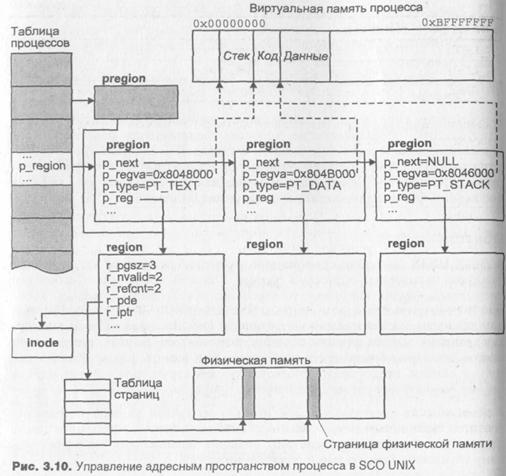 Виртуальная память процесса
0x00000000
0xBFFFFFFF
Таблица
процессов
Стек
Код
Данные
pregion
...
p_region
...
pregion
p_next
p_regva=0x8048000
p_type=PT_TEXT
p_reg
...
pregion
p_next
p_regva=0x804B000
p_type=PT_DATA
p_reg
...
pregion
p_next=NULL
p_regva=0x8046000
p_type=PT_STACK
p_reg
...
region
r_pgsz=3
r_nvalid=2
r_refcnt=2
r_pde
r_iptr
...
region
region
inode
Таблица
страниц
Физическая память
Страница физической памяти
Рис. 3.10. Управление адресным пространством процесса в SCO UNIX